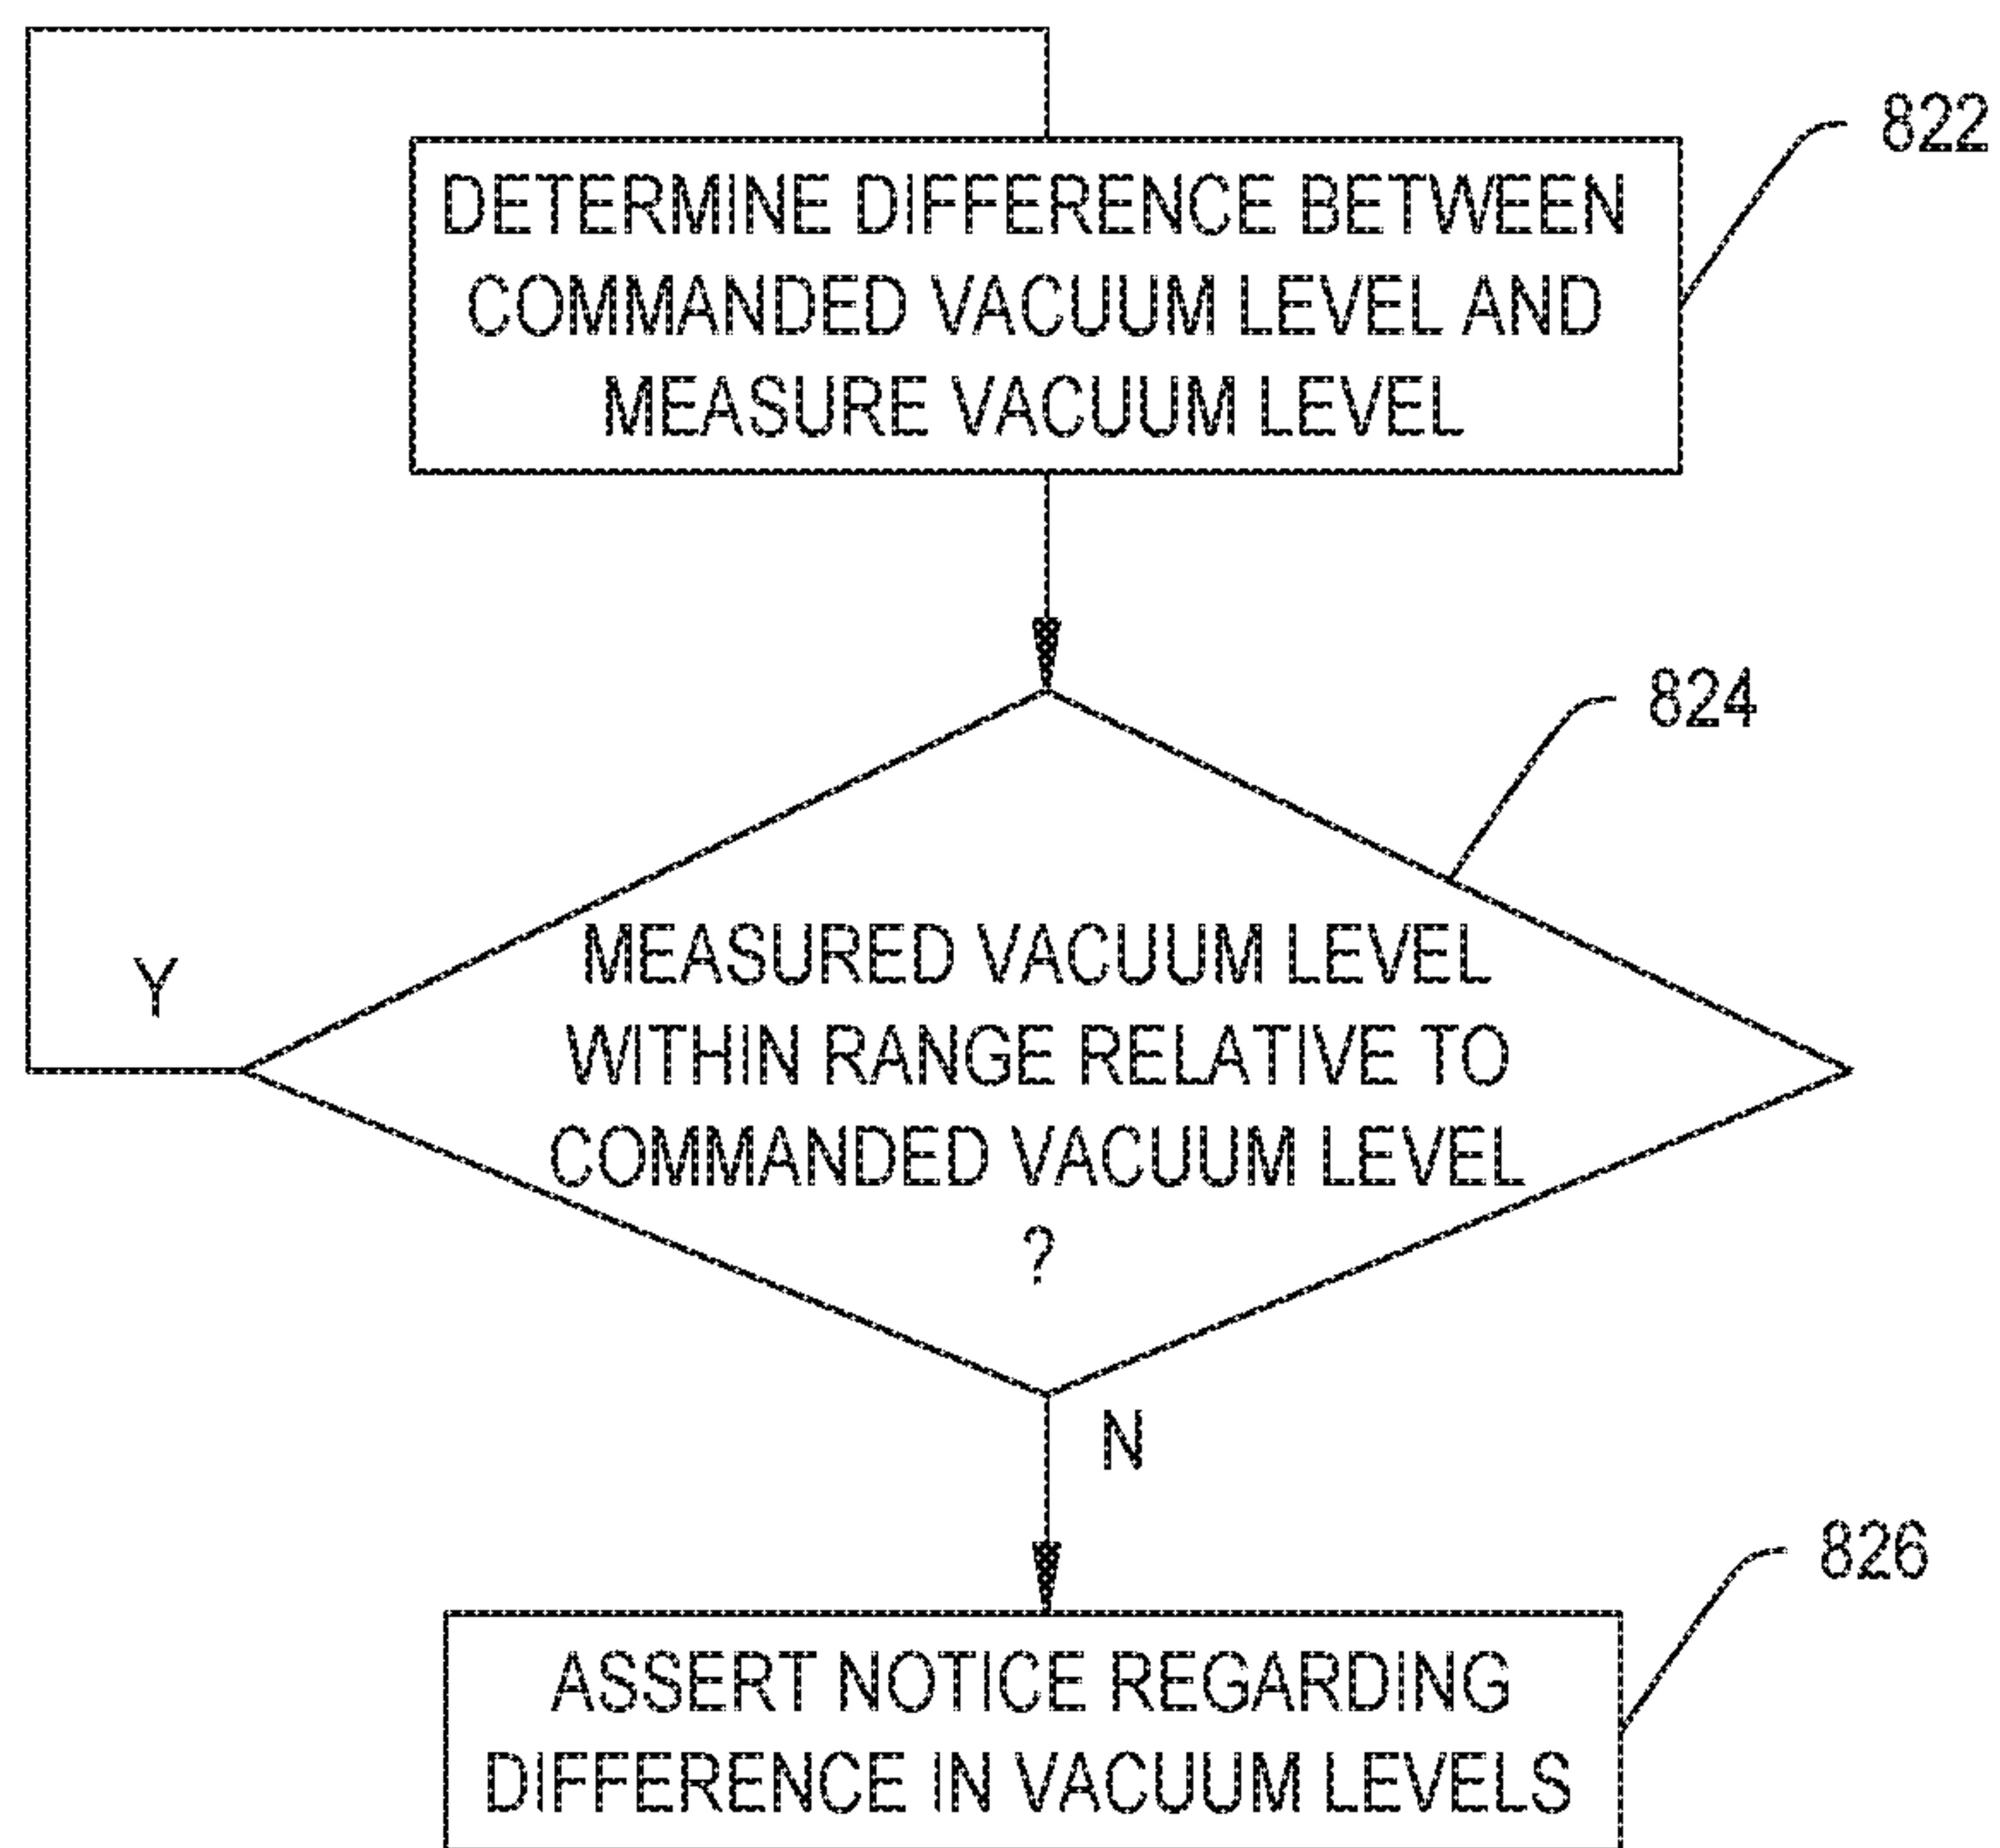 822
DETERMINE DIFFERENCE BETWEEN
COMMANDED VACUUM LEVEL AND
MEASURE VACUUM LEVEL
824
MEASURED VACUUM LEVEL
WITHIN RANGE RELATIVE TO
COMMANDED VACUUM LEVEL
?
Y
N
826
ASSERT NOTICE REGARDING
DIFFERENCE IN VACUUM LEVELS